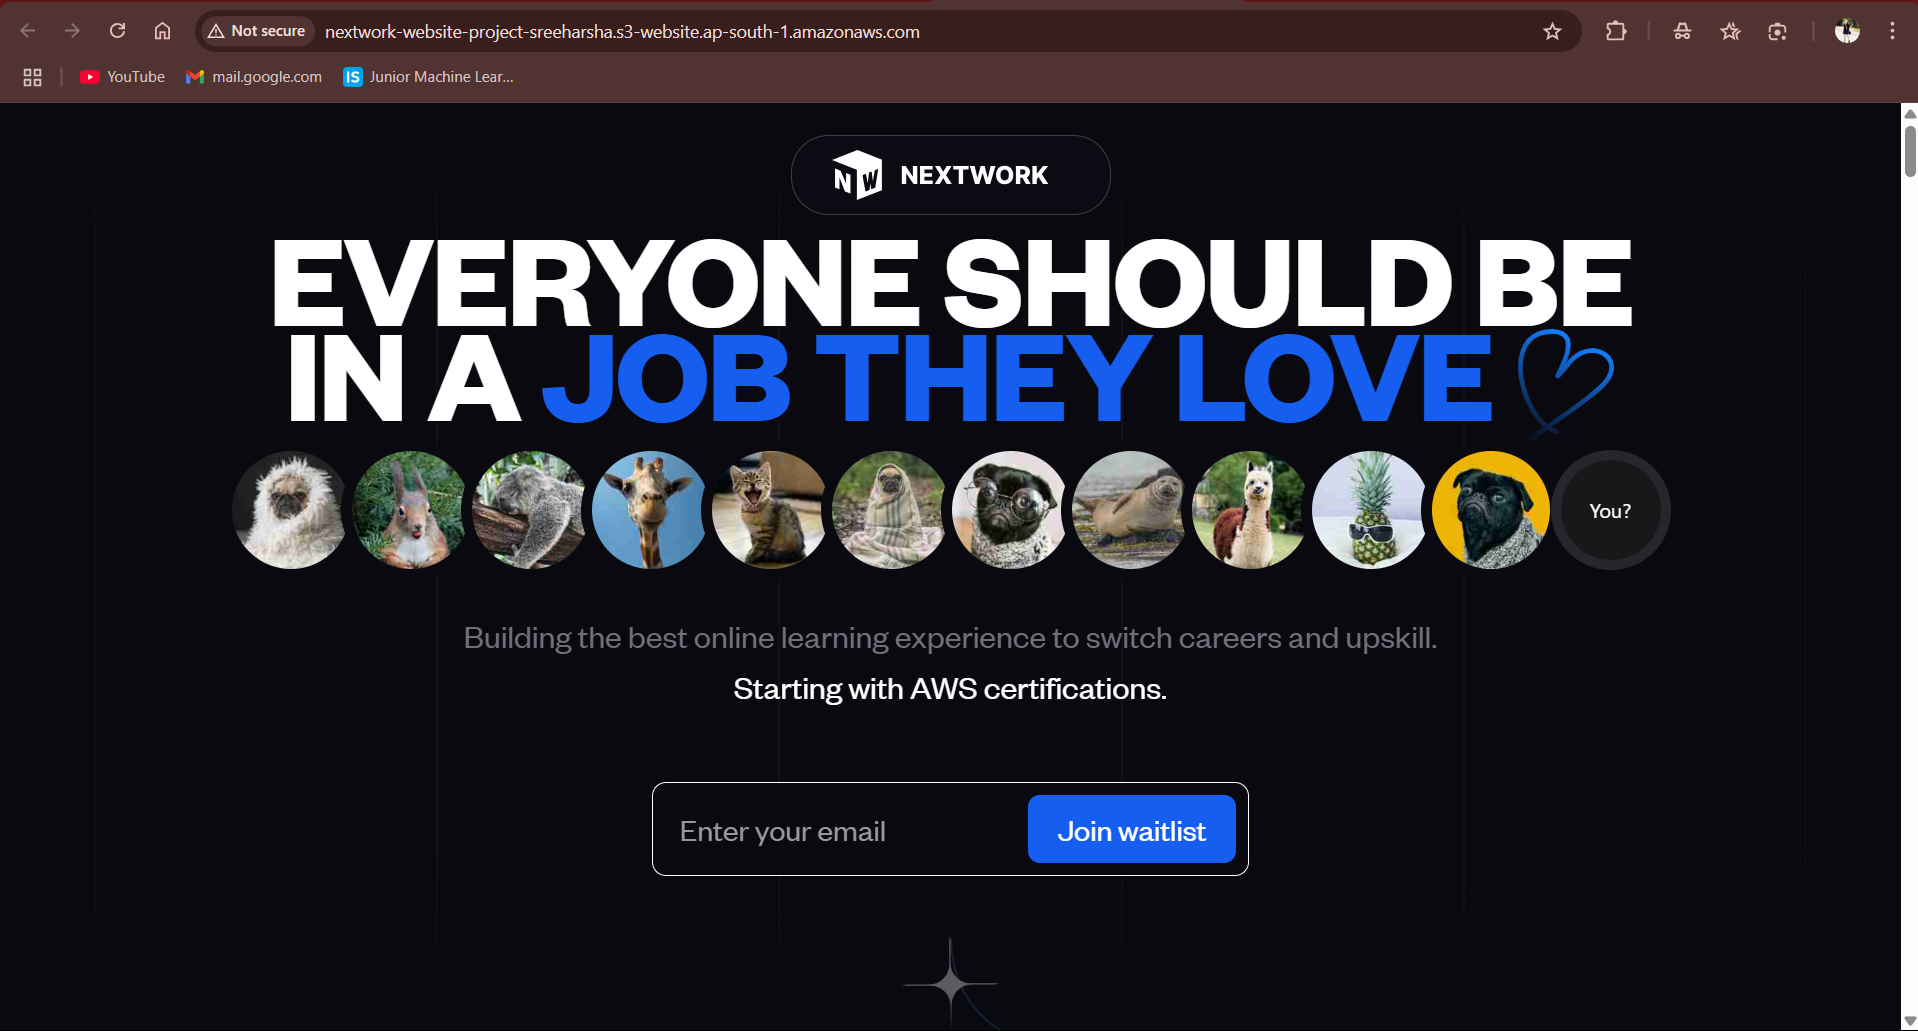 Not secure
nextwork-website-project-sreeharsha.s3-website.ap-south-1.amazonaws.com
YouTube
mail.google.com
IS
Junior Machine Lear...
NW
NEXTWORK
EVERYONE SHOULD BE
IN A JOB THEY LOVE
You?
Building the best online learning experience to switch careers and upskill.
Starting with AWS certifications.
Enter your email
Join waitlist